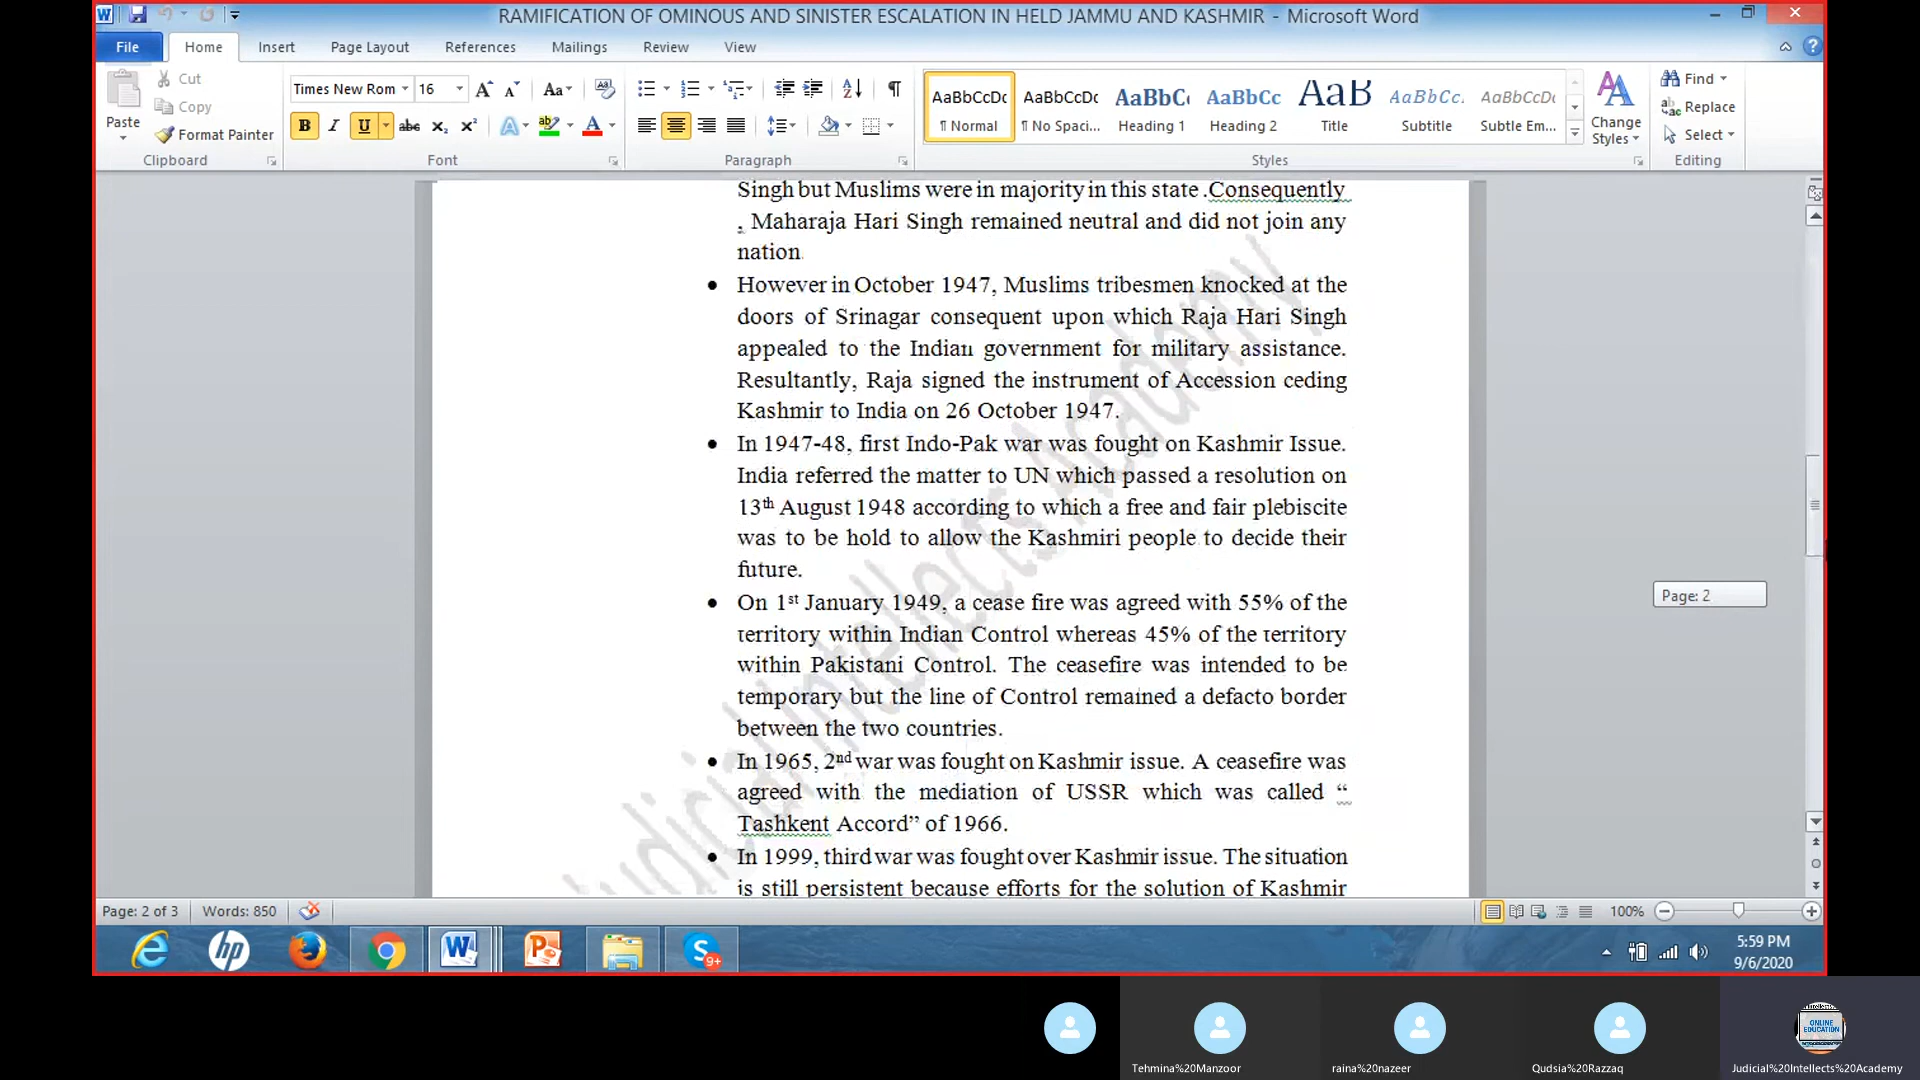 RAMIFICATION OF OMINOUS AND SINISTER ESCALATION IN HELD JAMMU AND KASHMIR - Microsoft Word
File Home Insert Page Layout References Mailings Review View
Cut
Copy
Format Painter
Paste
Clipboard
Times New Rom 16
Font
Paragraph
AaBbCcDc AaBbCcDc AaBbC AaBbCc AaB AaBbCc. AaBbCcDc
¶ Normal ¶ No Spaci... Heading 1 Heading 2 Title Subtitle Subtle Em...
Change
Styles
Styles
Find
Replace
Select
Editing
Singh but Muslims were in majority in this state .Consequently
, Maharaja Hari Singh remained neutral and did not join any
nation.
• However in October 1947, Muslims tribesmen knocked at the
doors of Srinagar consequent upon which Raja Hari Singh
appealed to the Indian government for military assistance.
Resultantly, Raja signed the instrument of Accession ceding
Kashmir to India on 26 October 1947.
• In 1947-48, first Indo-Pak war was fought on Kashmir Issue.
India referred the matter to UN which passed a resolution on
13th August 1948 according to which a free and fair plebiscite
was to be hold to allow the Kashmiri people to decide their
future.
• On 1st January 1949, a cease fire was agreed with 55% of the
territory within Indian Control whereas 45% of the territory
within Pakistani Control. The ceasefire was intended to be
temporary but the line of Control remained a defacto border
between the two countries.
• In 1965, 2nd war was fought on Kashmir issue. A ceasefire was
agreed with the mediation of USSR which was called “
Tashkent Accord” of 1966.
• In 1999, third war was fought over Kashmir issue. The situation
is still persistent because efforts for the solution of Kashmir
Judicial Intellects Academy
Page: 2
Page: 2 of 3 Words: 850
100%
9+
5:59 PM
9/6/2020
ONLINE
EDUCATION
Tehmina%20Manzoor raina%20nazeer Qudsia%20Razzaq Judicial%20Intellects%20Academy